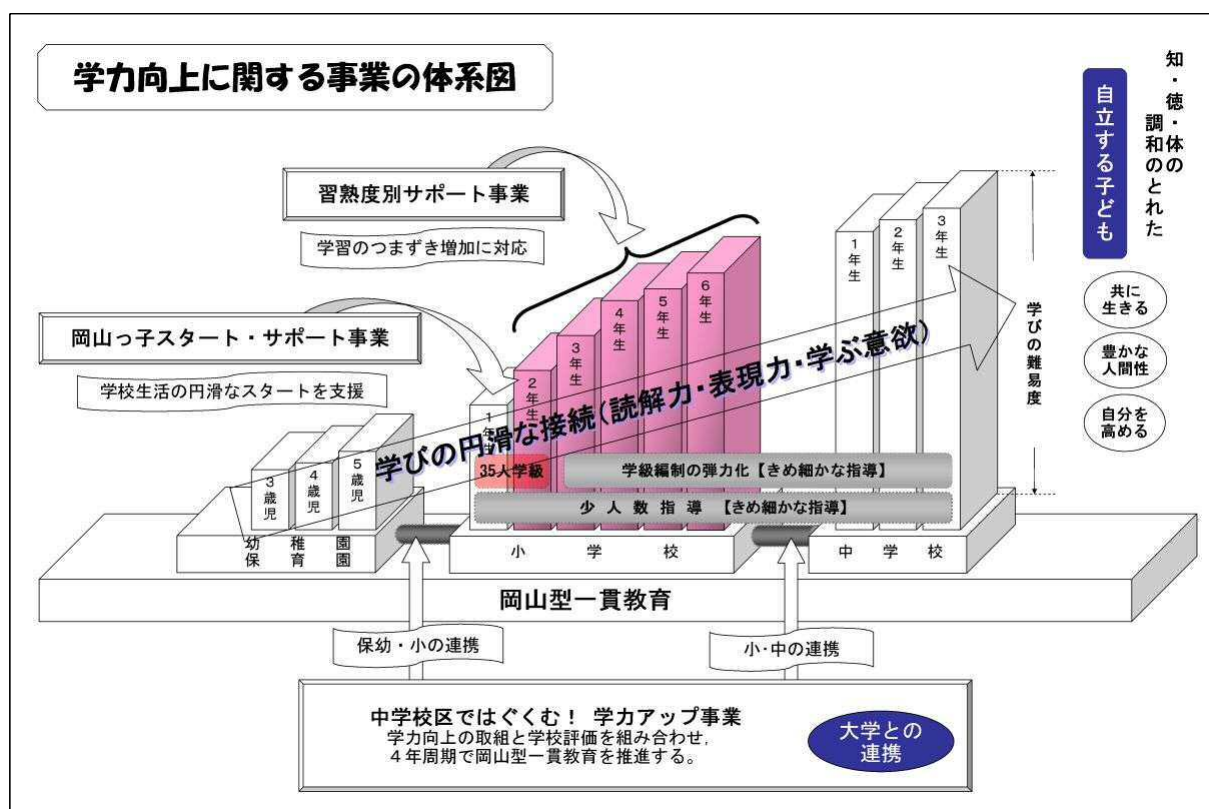 学力向上に関する事業の体系図
知・徳・体の
調和のとれた
自立する子ども
共に
生きる
豊かな
人間性
自分を
高める
習熟度別サポート事業
学習のつまずき増加に対応
岡山っ子スタート・サポート事業
学校生活の円滑なスタートを支援
3歳児
4歳児
5歳児
1年生
2年生
3年生
4年生
5年生
6年生
1年生
2年生
3年生
学びの難易度
学びの円滑な接続(読解力・表現力・学ぶ意欲)
35人学級
学級編制の弾力化【きめ細かな指導】
少人数指導 【きめ細かな指導】
幼稚園
保育園
小学校
中学校
岡山型一貫教育
保幼・小の連携
小・中の連携
中学校区ではぐくむ! 学力アップ事業
学力向上の取組と学校評価を組み合わせ,
4年周期で岡山型一貫教育を推進する。
大学との
連携